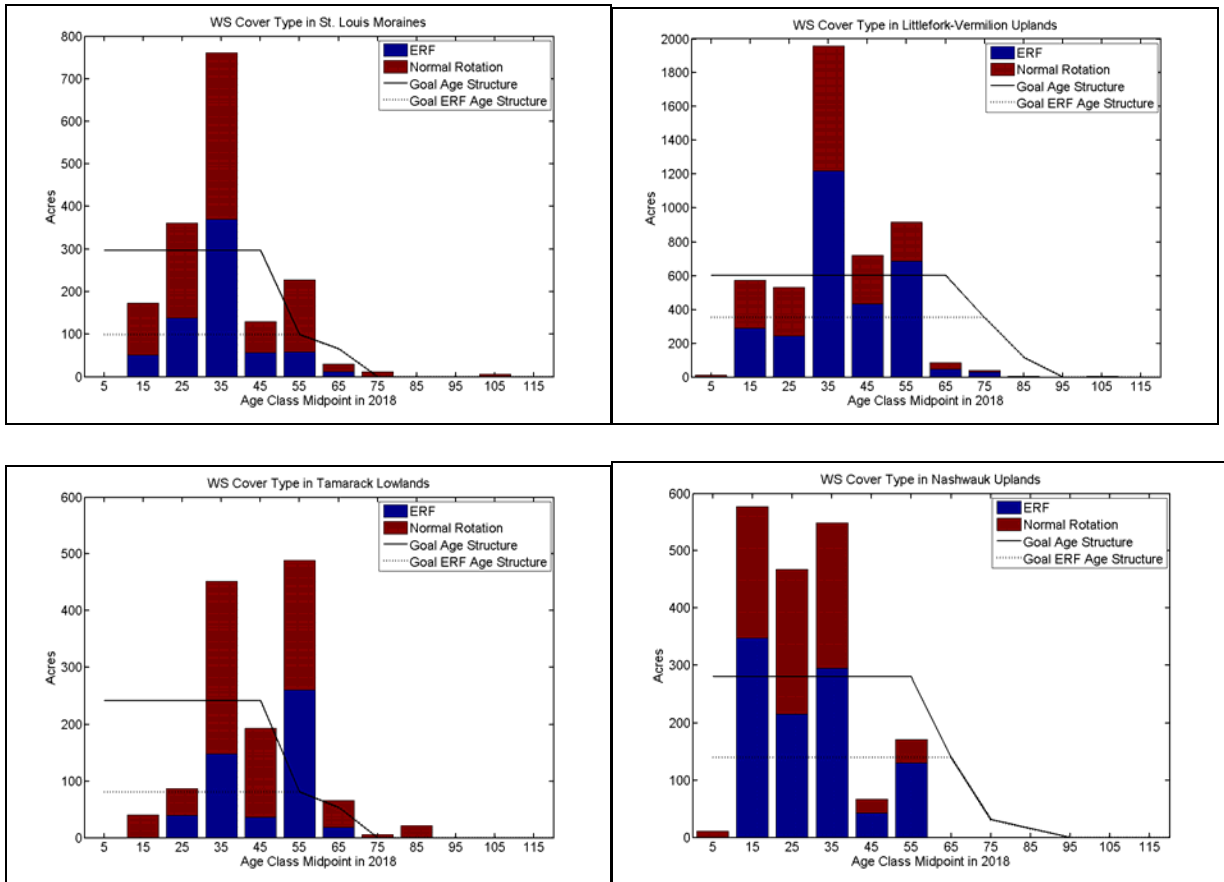 WS Cover Type in St. Louis Moraines
800
700
600
500
400
300
200
100
0
Acres
ERF
Normal Rotation
Goal Age Structure
Goal ERF Age Structure
5 15 25 35 45 55 65 75 85 95 105 115
Age Class Midpoint in 2018
WS Cover Type in Littlefork-Vermilion Uplands
2000
1800
1600
1400
1200
1000
800
600
400
200
0
Acres
ERF
Normal Rotation
Goal Age Structure
Goal ERF Age Structure
5 15 25 35 45 55 65 75 85 95 105 115
Age Class Midpoint in 2018
WS Cover Type in Tamarack Lowlands
600
500
400
300
200
100
0
Acres
ERF
Normal Rotation
Goal Age Structure
Goal ERF Age Structure
5 15 25 35 45 55 65 75 85 95 105 115
Age Class Midpoint in 2018
WS Cover Type in Nashwauk Uplands
600
500
400
300
200
100
0
Acres
ERF
Normal Rotation
Goal Age Structure
Goal ERF Age Structure
5 15 25 35 45 55 65 75 85 95 105 115
Age Class Midpoint in 2018